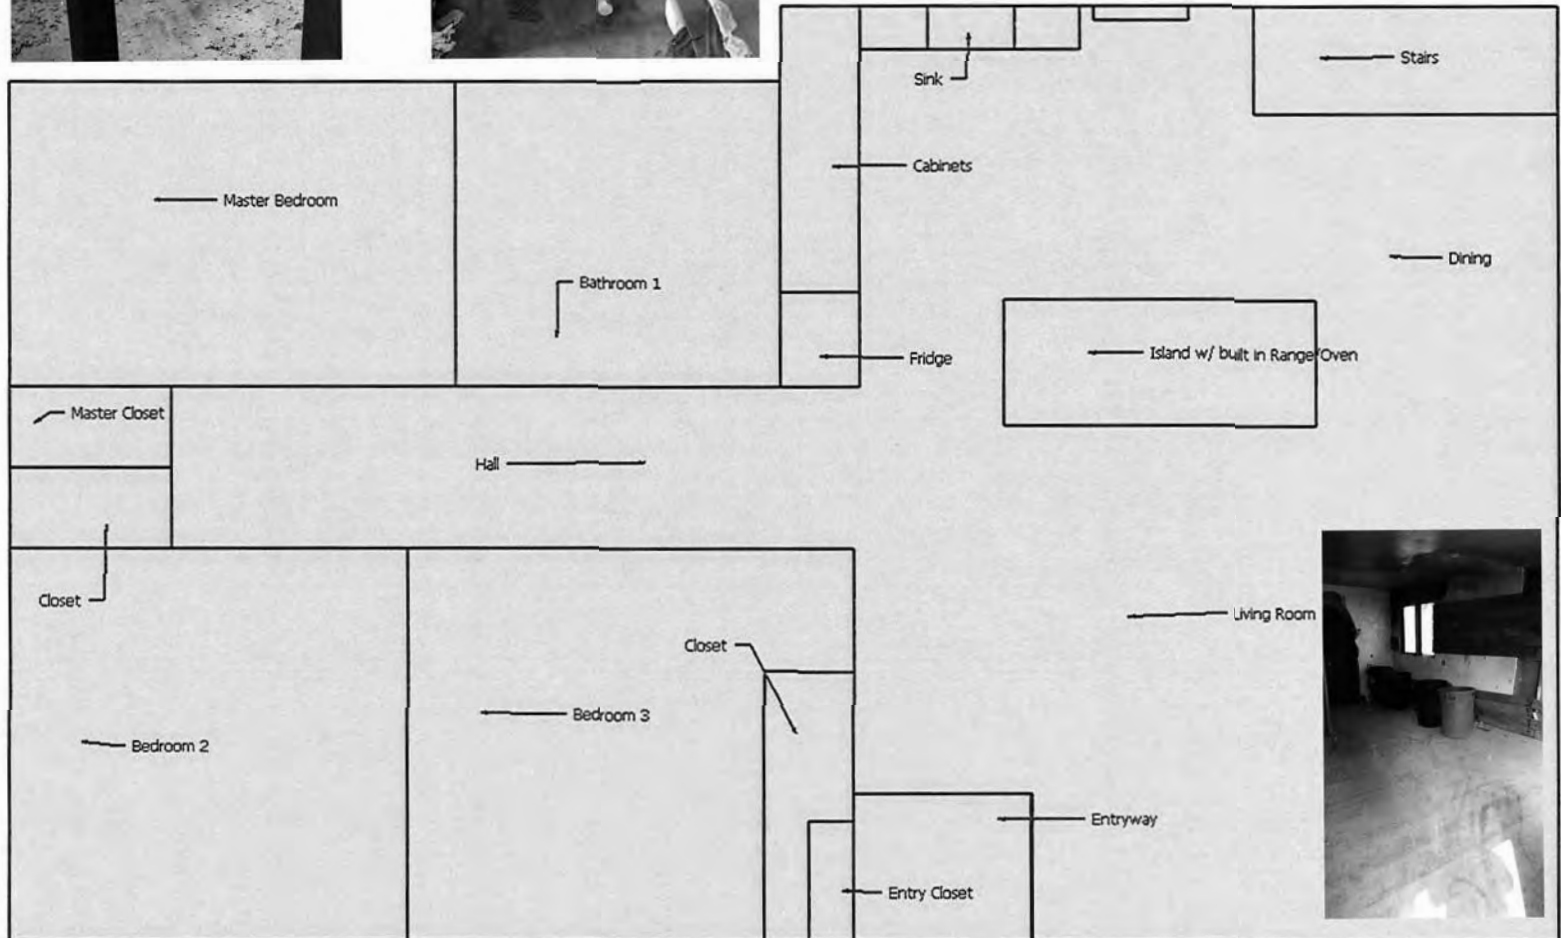 Stairs
Sink
Cabinets
Master Bedroom
Dining
Bathroom 1
Island w/ built in Range/Oven
Fridge
Master Closet
Hall
Closet
Living Room
Closet
Bedroom 3
Bedroom 2
Entryway
Entry Closet